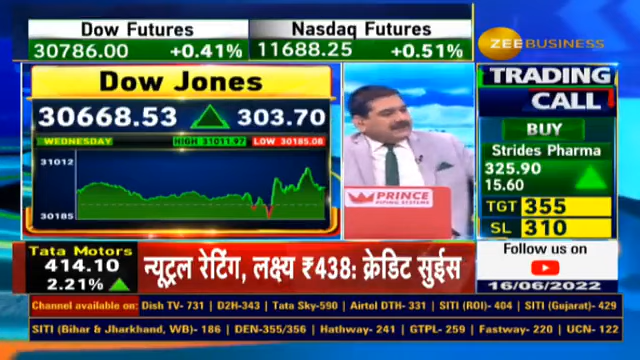 Dow Futures
30786.00 +0.41%
Nasdaq Futures
11688.25 +0.51%
ZEE BUSINESS
Dow Jones
30668.53 303.70
WEDNESDAY HIGH 31011.97 LOW 30185.08
31012
30185
PRINCE
PIPING SYSTEMS
TRADING
CALL
BUY
Strides Pharma
325.90
15.60
TGT 355
SL 310
Tata Motors
414.10
2.21%
न्यूट्रल रेटिंग, लक्ष्य ₹438: क्रेडिट सुईस
Follow us on
16/06/2022
Channel available on: Dish TV- 731 | D2H-343 | Tata Sky-590 | Airtel DTH- 331 | SITI (ROI)- 404 | SITI (Gujarat)- 429
SITI (Bihar & Jharkhand, WB)- 186 | DEN-355/356 | Hathway- 241 | GTPL- 259 | Fastway- 220 | UCN- 122